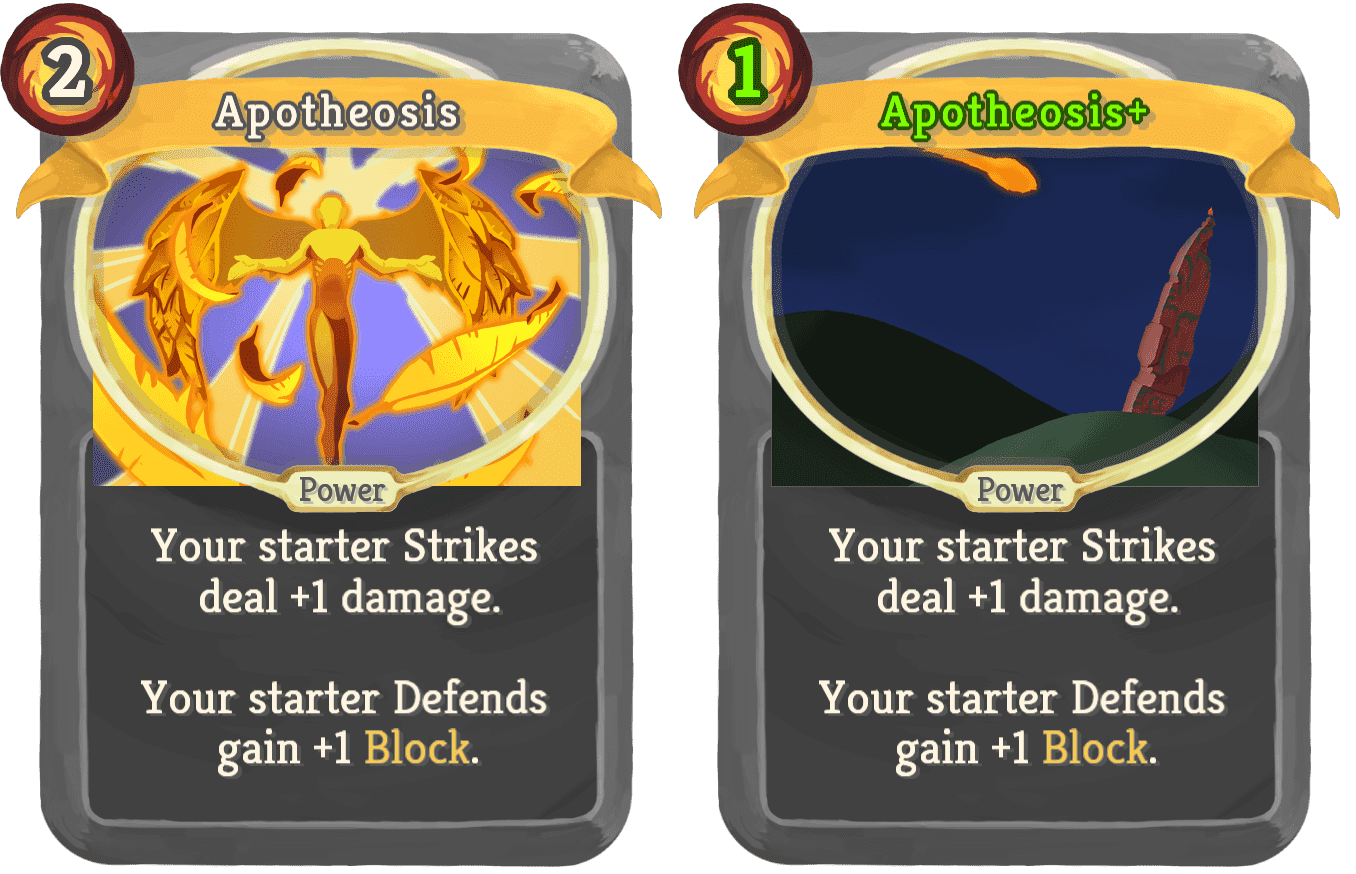 2
Apotheosis
Power
Your starter Strikes
deal +1 damage.
Your starter Defends
gain +1 Block.
1
Apotheosis+
Power
Your starter Strikes
deal +1 damage.
Your starter Defends
gain +1 Block.